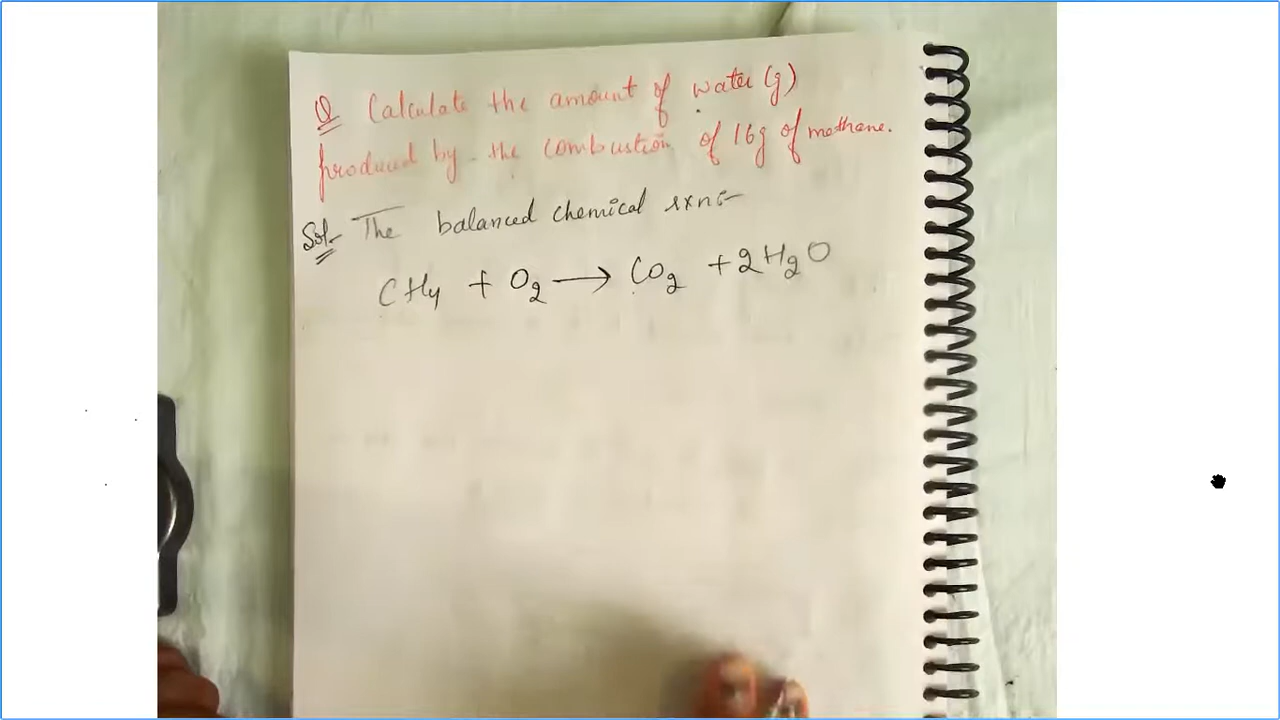 Q Calculate the amount of water (g)
produced by the combustion of 16g of methane.
Sol- The balanced chemical rxn:-
CH4 + O2 → CO2 + 2H2O